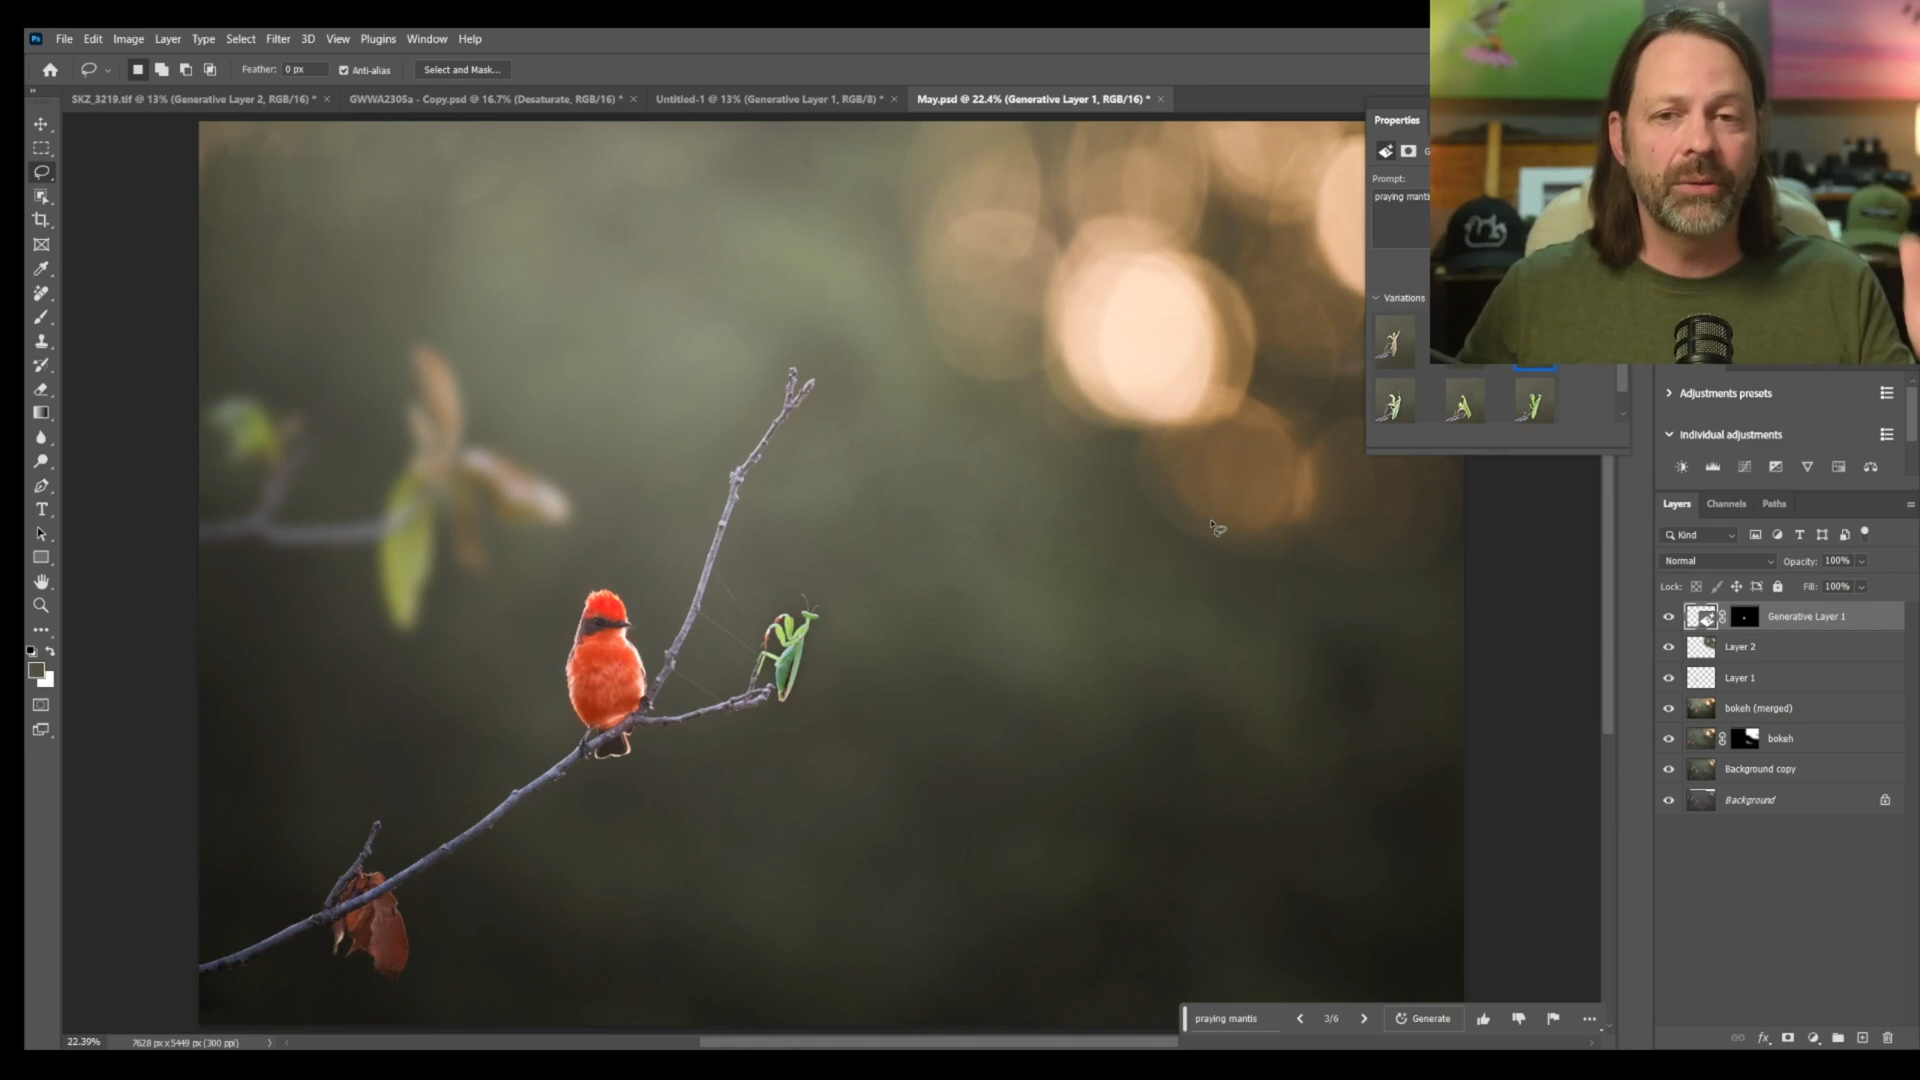 Ps File Edit Image Layer Type Select Filter 3D View Plugins Window Help
Feather: 0 px Anti-alias Select and Mask...
SKZ_3219.tif @ 13% (Generative Layer 2, RGB/16) * GWWA2305a - Copy.psd @ 16.7% (Desaturate, RGB/16) * Untitled-1 @ 13% (Generative Layer 1, RGB/8) * May.psd @ 22.4% (Generative Layer 1, RGB/16) *
Properties
G
Prompt:
praying manti
Variations
Adjustments presets
Individual adjustments
Layers Channels Paths
Kind
Normal Opacity: 100%
Lock: Fill: 100%
Generative Layer 1
Layer 2
Layer 1
bokeh (merged)
bokeh
Background copy
Background
praying mantis 3/6 Generate
22.39% 7628 px x 5449 px (300 ppi)
fx